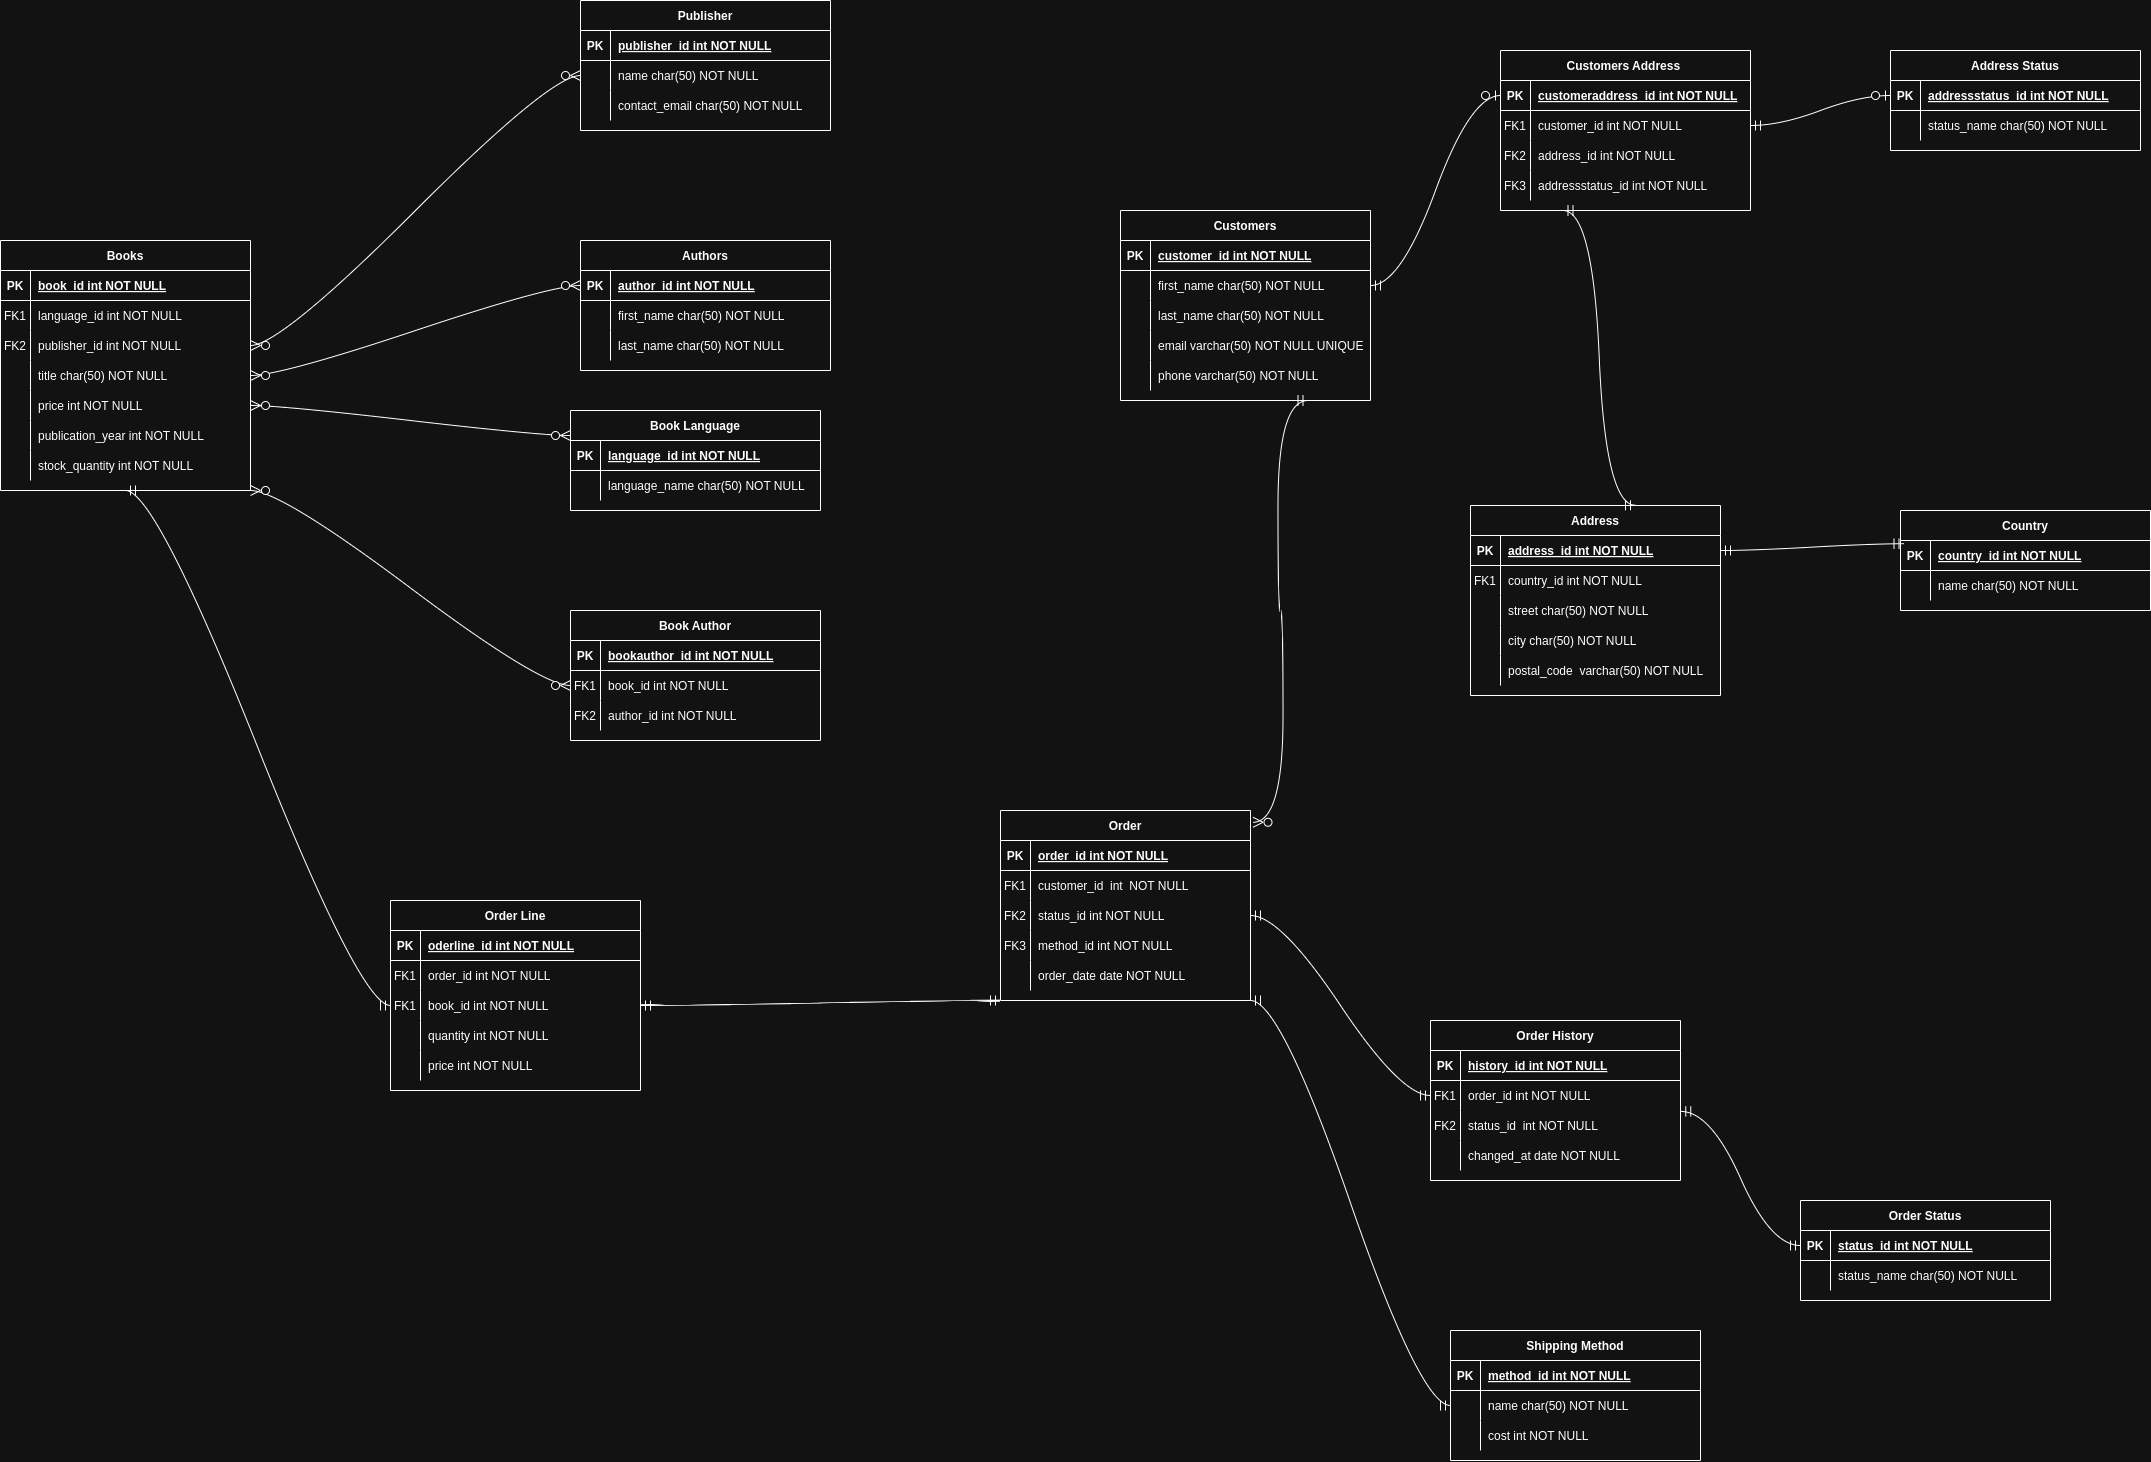 Publisher
PK publisher_id int NOT NULL
name char(50) NOT NULL
contact_email char(50) NOT NULL
Customers Address
PK customeraddress_id int NOT NULL
FK1 customer_id int NOT NULL
FK2 address_id int NOT NULL
FK3 addressstatus_id int NOT NULL
Address Status
PK addressstatus_id int NOT NULL
status_name char(50) NOT NULL
Books
PK book_id int NOT NULL
FK1 language_id int NOT NULL
FK2 publisher_id int NOT NULL
title char(50) NOT NULL
price int NOT NULL
publication_year int NOT NULL
stock_quantity int NOT NULL
Authors
PK author_id int NOT NULL
first_name char(50) NOT NULL
last_name char(50) NOT NULL
Customers
PK customer_id int NOT NULL
first_name char(50) NOT NULL
last_name char(50) NOT NULL
email varchar(50) NOT NULL UNIQUE
phone varchar(50) NOT NULL
Book Language
PK language_id int NOT NULL
language_name char(50) NOT NULL
Address
PK address_id int NOT NULL
FK1 country_id int NOT NULL
street char(50) NOT NULL
city char(50) NOT NULL
postal_code  varchar(50) NOT NULL
Country
PK country_id int NOT NULL
name char(50) NOT NULL
Book Author
PK bookauthor_id int NOT NULL
FK1 book_id int NOT NULL
FK2 author_id int NOT NULL
Order
PK order_id int NOT NULL
FK1 customer_id  int  NOT NULL
FK2 status_id int NOT NULL
FK3 method_id int NOT NULL
order_date date NOT NULL
Order Line
PK oderline_id int NOT NULL
FK1 order_id int NOT NULL
FK1 book_id int NOT NULL
quantity int NOT NULL
price int NOT NULL
Order History
PK history_id int NOT NULL
FK1 order_id int NOT NULL
FK2 status_id  int NOT NULL
changed_at date NOT NULL
Order Status
PK status_id int NOT NULL
status_name char(50) NOT NULL
Shipping Method
PK method_id int NOT NULL
name char(50) NOT NULL
cost int NOT NULL